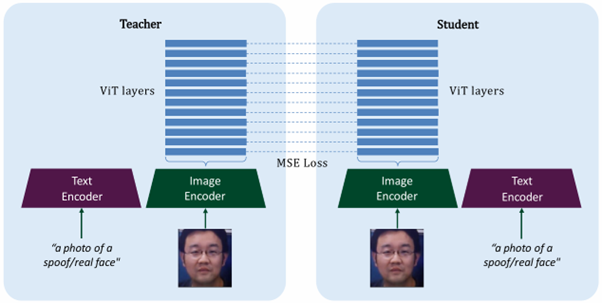 Teacher
Student
ViT layers
ViT layers
MSE Loss
Text
Encoder
Image
Encoder
Image
Encoder
Text
Encoder
"a photo of a
spoof/real face"
"a photo of a
spoof/real face"